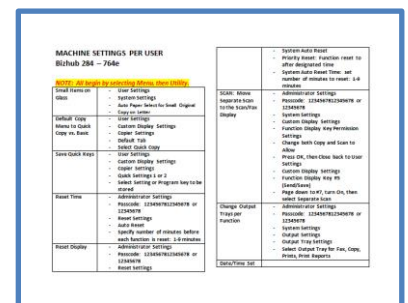 MACHINE SETTINGS PER USER
Bizhub 284 – 764e
NOTE: All begin by selecting Menu, then Utility.
Small Items on Glass
- User Settings
- System Settings
- Auto Paper Select for Small Original
- Copy on Letter
Default Copy Menu to Quick Copy vs. Basic
- User Settings
- Custom Display Settings
- Copier Settings
- Default Tab
- Select Quick Copy
Save Quick Keys
- User Settings
- Custom Display Settings
- Copier Settings
- Quick Settings 1 or 2
- Select Setting or Program key to be stored
Reset Time
- Administrator Settings
- Passcode: 1234567812345678 or 12345678
- Reset Settings
- Auto Reset
- Specify number of minutes before each function is reset: 1-9 minutes
Reset Display
- Administrator Settings
- Passcode: 1234567812345678 or 12345678
- Reset Settings
- System Auto Reset
- Priority Reset: Function reset to after designated time
- System Auto Reset Time: set number of minutes to reset: 1-9 minutes
SCAN: Move Separate Scan to the Scan/Fax Display
- Administrator Settings
- Passcode: 1234567812345678 or 12345678
- System Settings
- Custom Display Settings
- Function Display Key Permission Settings
- Change both Copy and Scan to Allow
- Press OK, then Close back to User Settings
- Custom Display Settings
- Function Display Key #5 (Send/Save)
- Page down to #7, turn On, then select Separate Scan
Change Output Trays per Function
- Administrator Settings
- Passcode: 1234567812345678 or 12345678
- System Settings
- Output Settings
- Output Tray Settings
- Select Output Tray for Fax, Copy, Prints, Print Reports
Date/Time Set